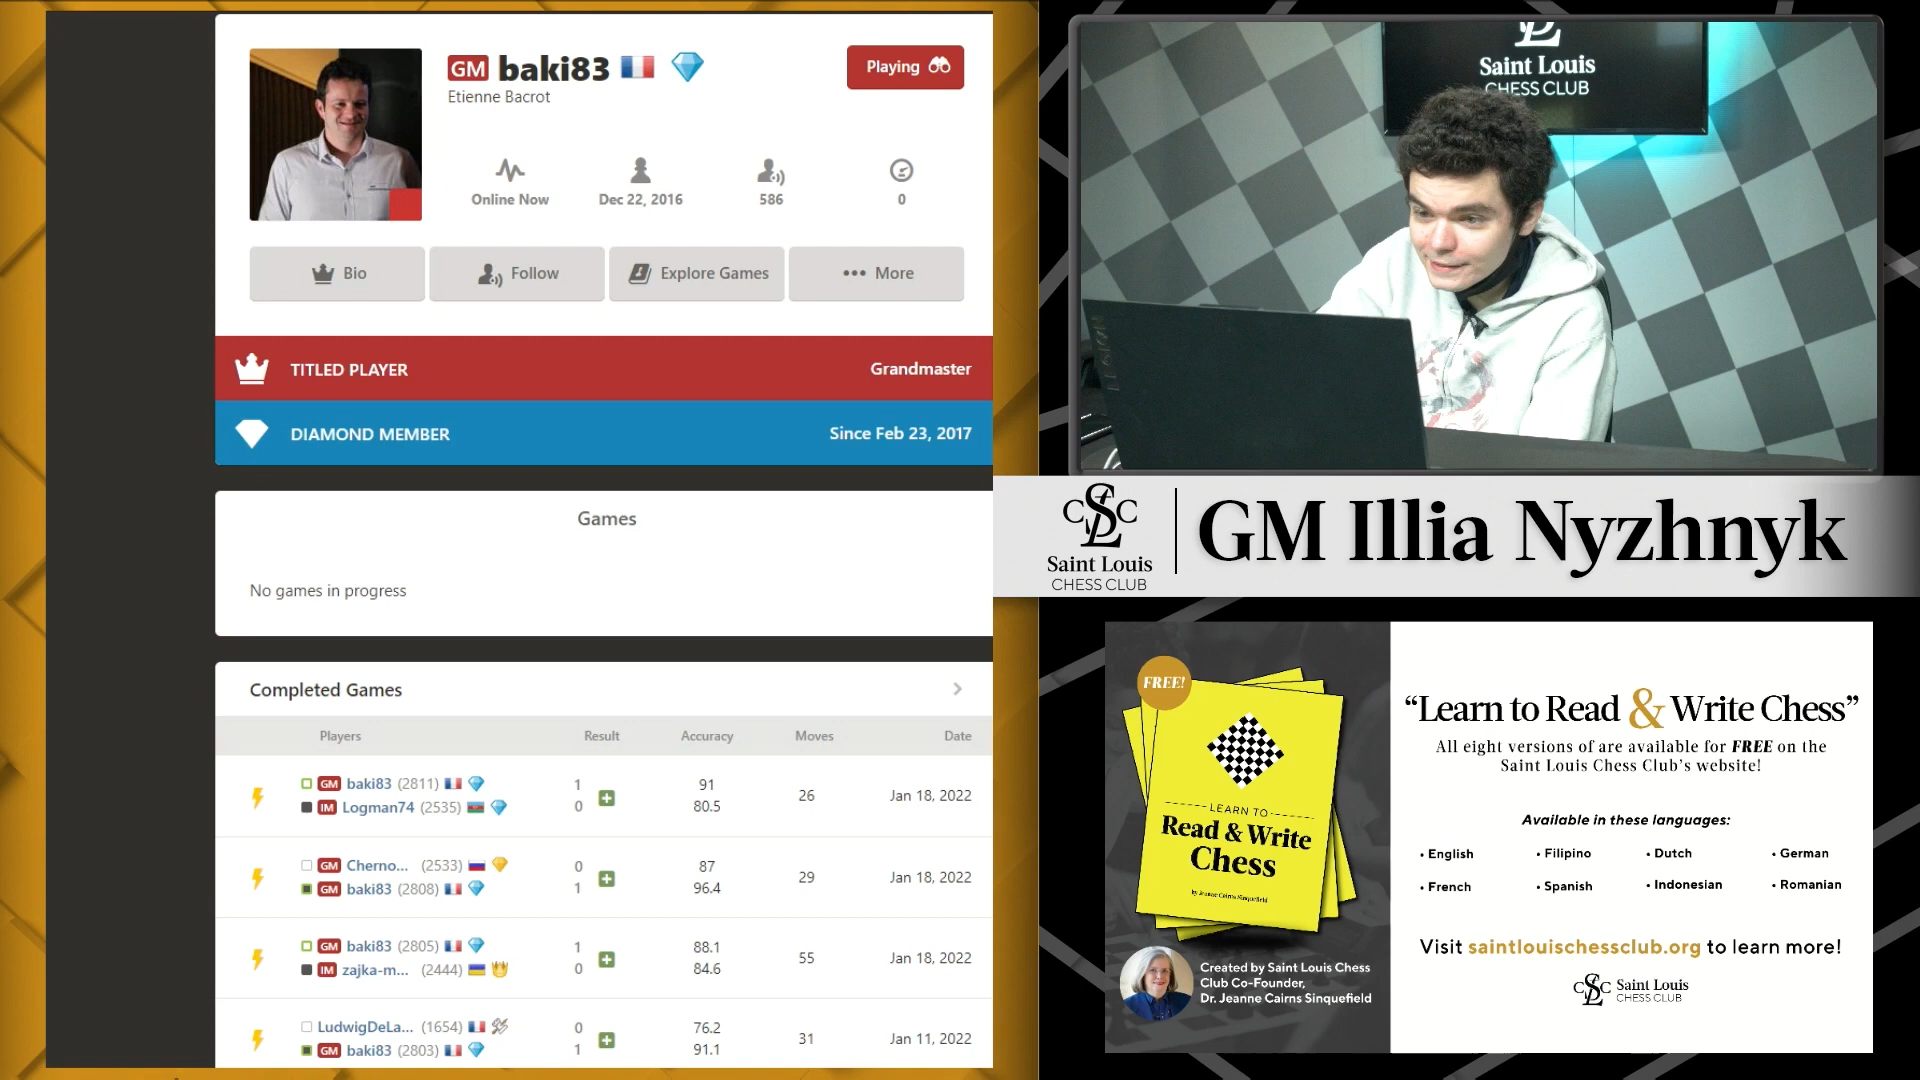 GM baki83
Etienne Bacrot
Playing
Online Now
Dec 22, 2016
586
0
Bio
Follow
Explore Games
More
TITLED PLAYER
Grandmaster
DIAMOND MEMBER
Since Feb 23, 2017
Games
No games in progress
Completed Games
Players Result Accuracy Moves Date
GM baki83 (2811) 1 91
IM Logman74 (2535) 0 80.5
26 Jan 18, 2022
GM Cherno... (2533) 0 87
GM baki83 (2808) 1 96.4
29 Jan 18, 2022
GM baki83 (2805) 1 88.1
IM zajka-m... (2444) 0 84.6
55 Jan 18, 2022
LudwigDeLa... (1654) 0 76.2
GM baki83 (2803) 1 91.1
31 Jan 11, 2022
Saint Louis
CHESS CLUB
Saint Louis
CHESS CLUB
GM Illia Nyzhnyk
FREE!
LEARN TO
Read & Write
Chess
by Jeanne Cairns Sinquefield
Created by Saint Louis Chess
Club Co-Founder,
Dr. Jeanne Cairns Sinquefield
“Learn to Read & Write Chess”
All eight versions of are available for FREE on the
Saint Louis Chess Club's website!
Available in these languages:
• English • Filipino • Dutch • German
• French • Spanish • Indonesian • Romanian
Visit saintlouischessclub.org to learn more!
Saint Louis
CHESS CLUB